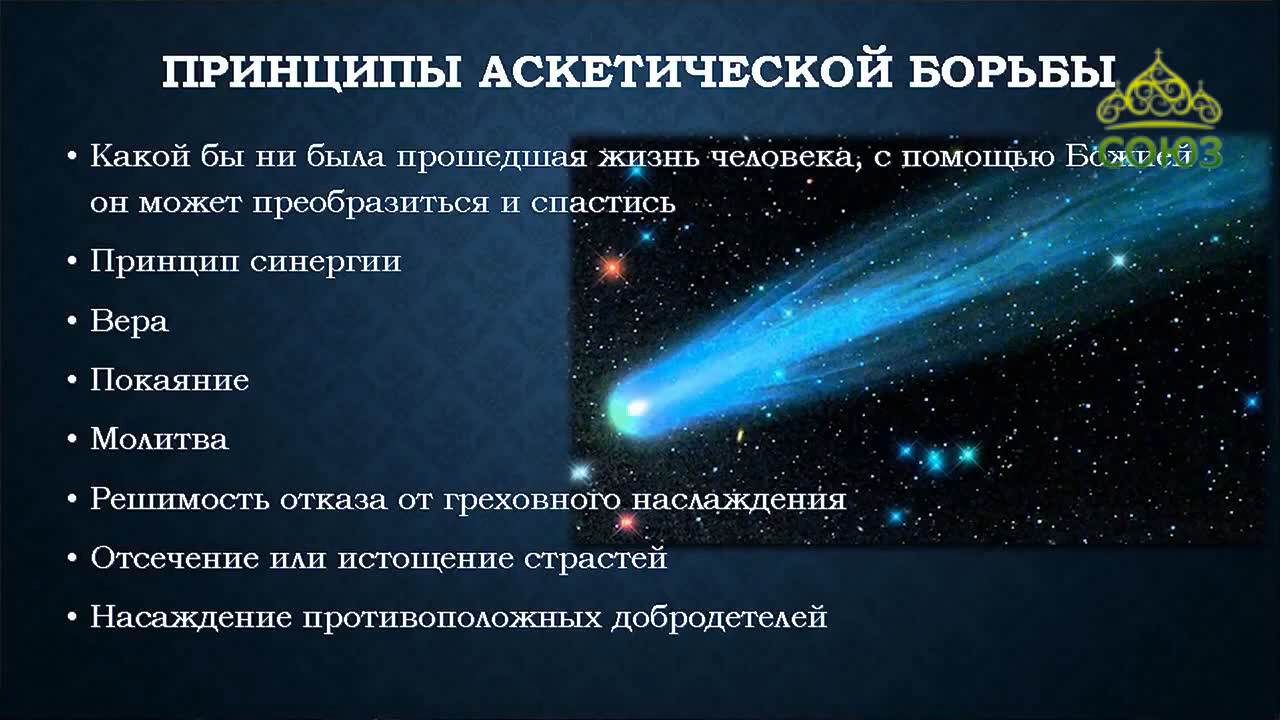 ПРИНЦИПЫ АСКЕТИЧЕСКОЙ БОРЬБЫ
• Какой бы ни была прошедшая жизнь человека, с помощью Божией
он может преобразиться и спастись
• Принцип синергии
• Вера
• Покаяние
• Молитва
• Решимость отказа от греховного наслаждения
• Отсечение или истощение страстей
• Насаждение противоположных добродетелей
СОЮЗ